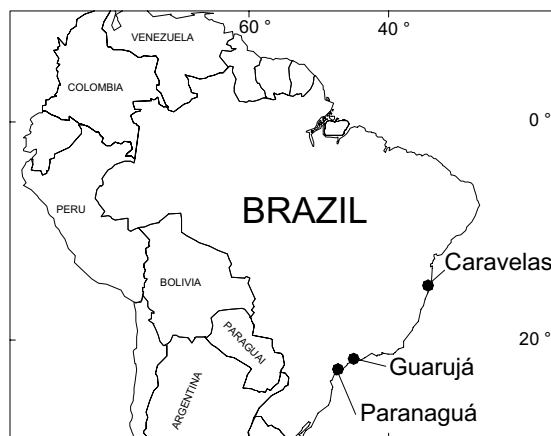 60 °
40 °
VENEZUELA
COLOMBIA
0 °
PERU
BRAZIL
Caravelas
BOLIVIA
PARAGUAI
20 °
Guarujá
ARGENTINA
Paranaguá